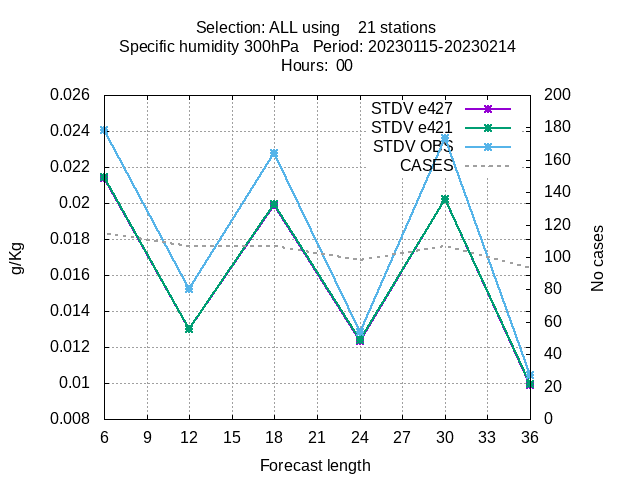 Selection: ALL using    21 stations
Specific humidity 300hPa   Period: 20230115-20230214
Hours:  00
0.026
0.024
0.022
0.02
0.018
0.016
0.014
0.012
0.01
0.008
g/Kg
STDV e427
STDV e421
STDV OBS
CASES
200
180
160
140
120
100
80
60
40
20
0
No cases
6 9 12 15 18 21 24 27 30 33 36
Forecast length